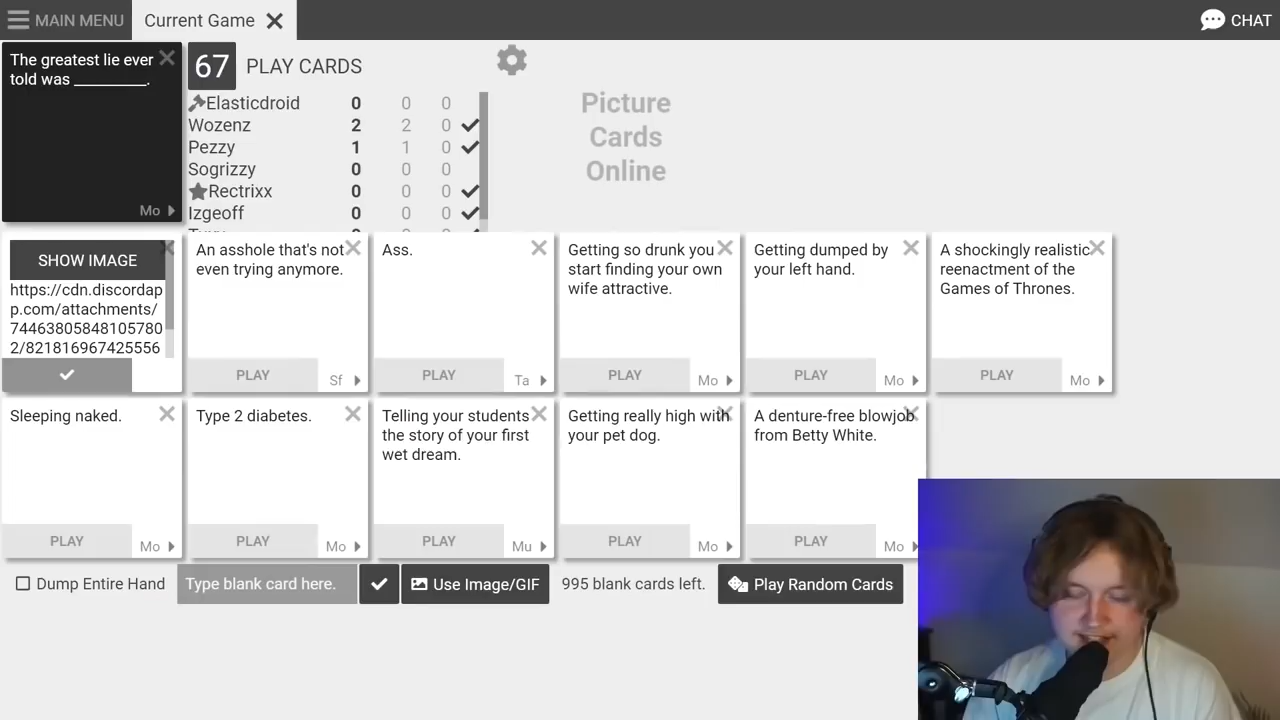 MAIN MENU
Current Game
CHAT
The greatest lie ever
told was __________.
Mo
67 PLAY CARDS
Elasticdroid 0 0 0
Wozenz 2 2 0
Pezzy 1 1 0
Sogrizzy 0 0 0
Rectrixx 0 0 0
Izgeoff 0 0 0
Picture
Cards
Online
SHOW IMAGE
https://cdn.discordap
p.com/attachments/
74463805848105780
2/821816967425556
An asshole that's not
even trying anymore.
PLAY
Sf
Ass.
PLAY
Ta
Getting so drunk you
start finding your own
wife attractive.
PLAY
Mo
Getting dumped by
your left hand.
PLAY
Mo
A shockingly realistic
reenactment of the
Games of Thrones.
PLAY
Mo
Sleeping naked.
PLAY
Mo
Type 2 diabetes.
PLAY
Mo
Telling your students
the story of your first
wet dream.
PLAY
Mu
Getting really high with
your pet dog.
PLAY
Mo
A denture-free blowjob
from Betty White.
PLAY
Mo
Dump Entire Hand
Type blank card here.
Use Image/GIF
995 blank cards left.
Play Random Cards